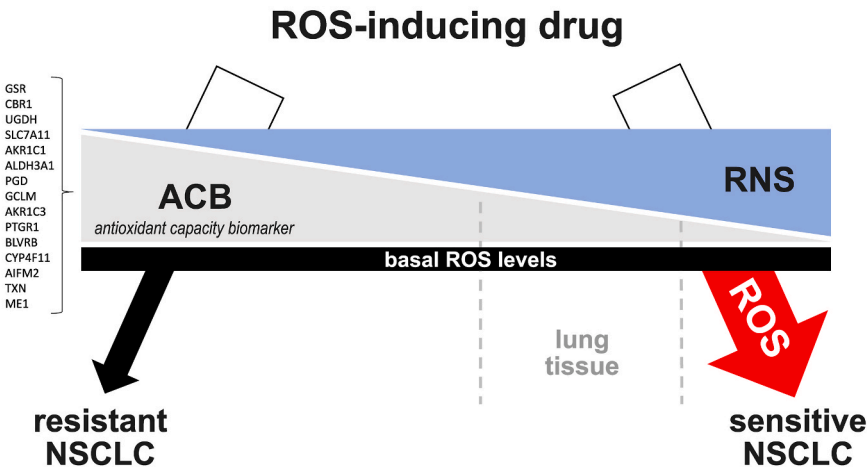 ROS-inducing drug
GSR
CBR1
UGDH
SLC7A11
AKR1C1
ALDH3A1
PGD
GCLM
AKR1C3
PTGR1
BLVRB
CYP4F11
AIFM2
TXN
ME1
RNS
ACB
antioxidant capacity biomarker
basal ROS levels
ROS
lung
tissue
resistant
NSCLC
sensitive
NSCLC